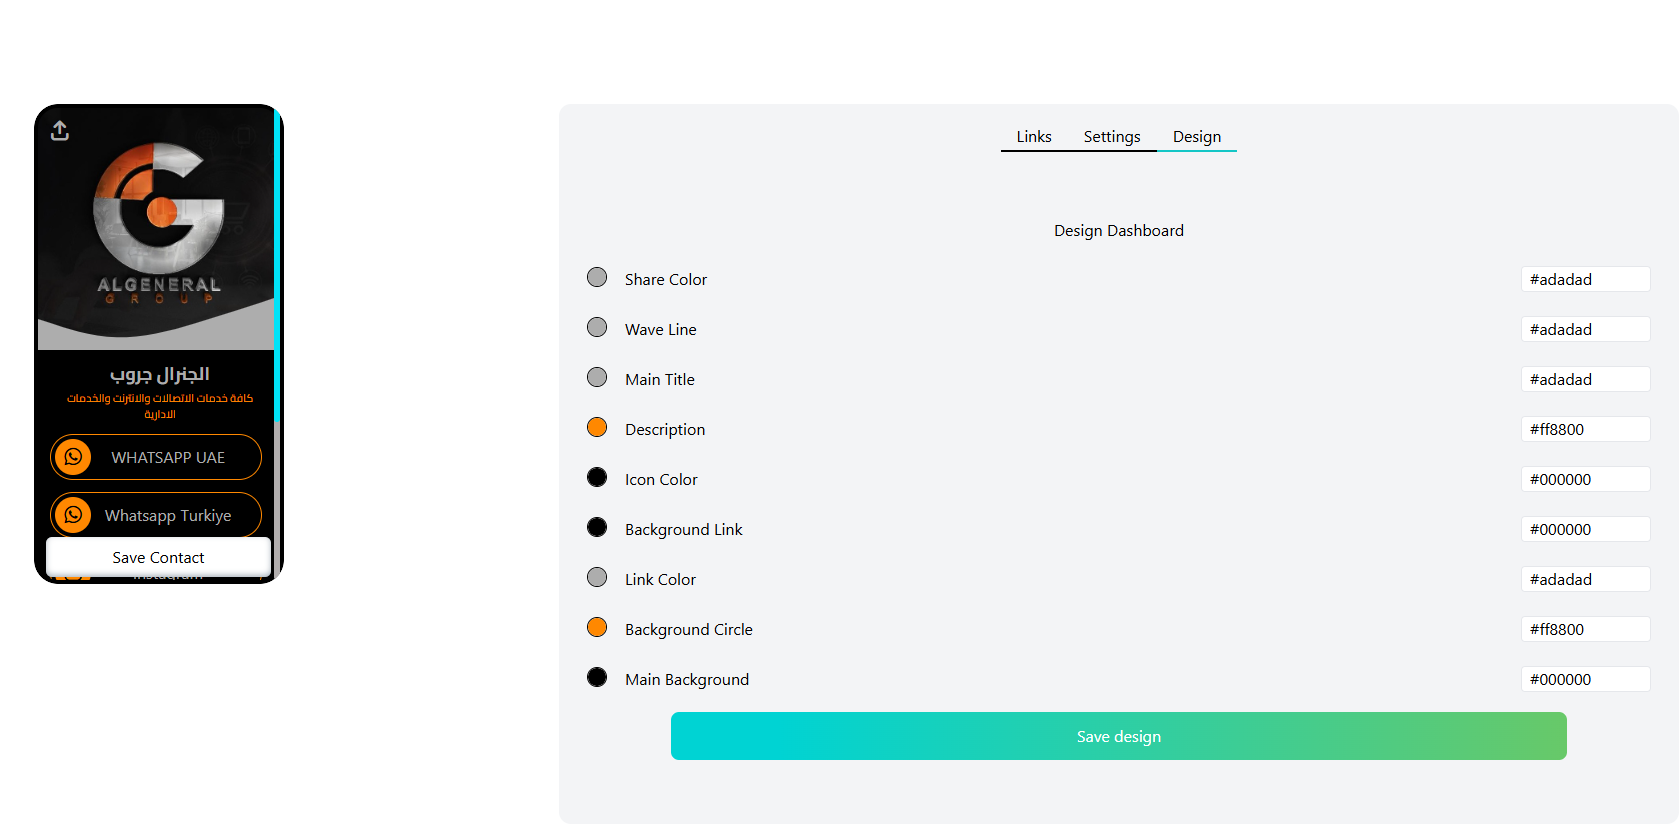 ALGENERAL
GROUP
الجنرال جروب
كافة خدمات الاتصالات والانترنت والخدمات
الادارية
WHATSAPP UAE
Whatsapp Turkiye
Save Contact
Instagram
Links
Settings
Design
Design Dashboard
Share Color
#adadad
Wave Line
#adadad
Main Title
#adadad
Description
#ff8800
Icon Color
#000000
Background Link
#000000
Link Color
#adadad
Background Circle
#ff8800
Main Background
#000000
Save design